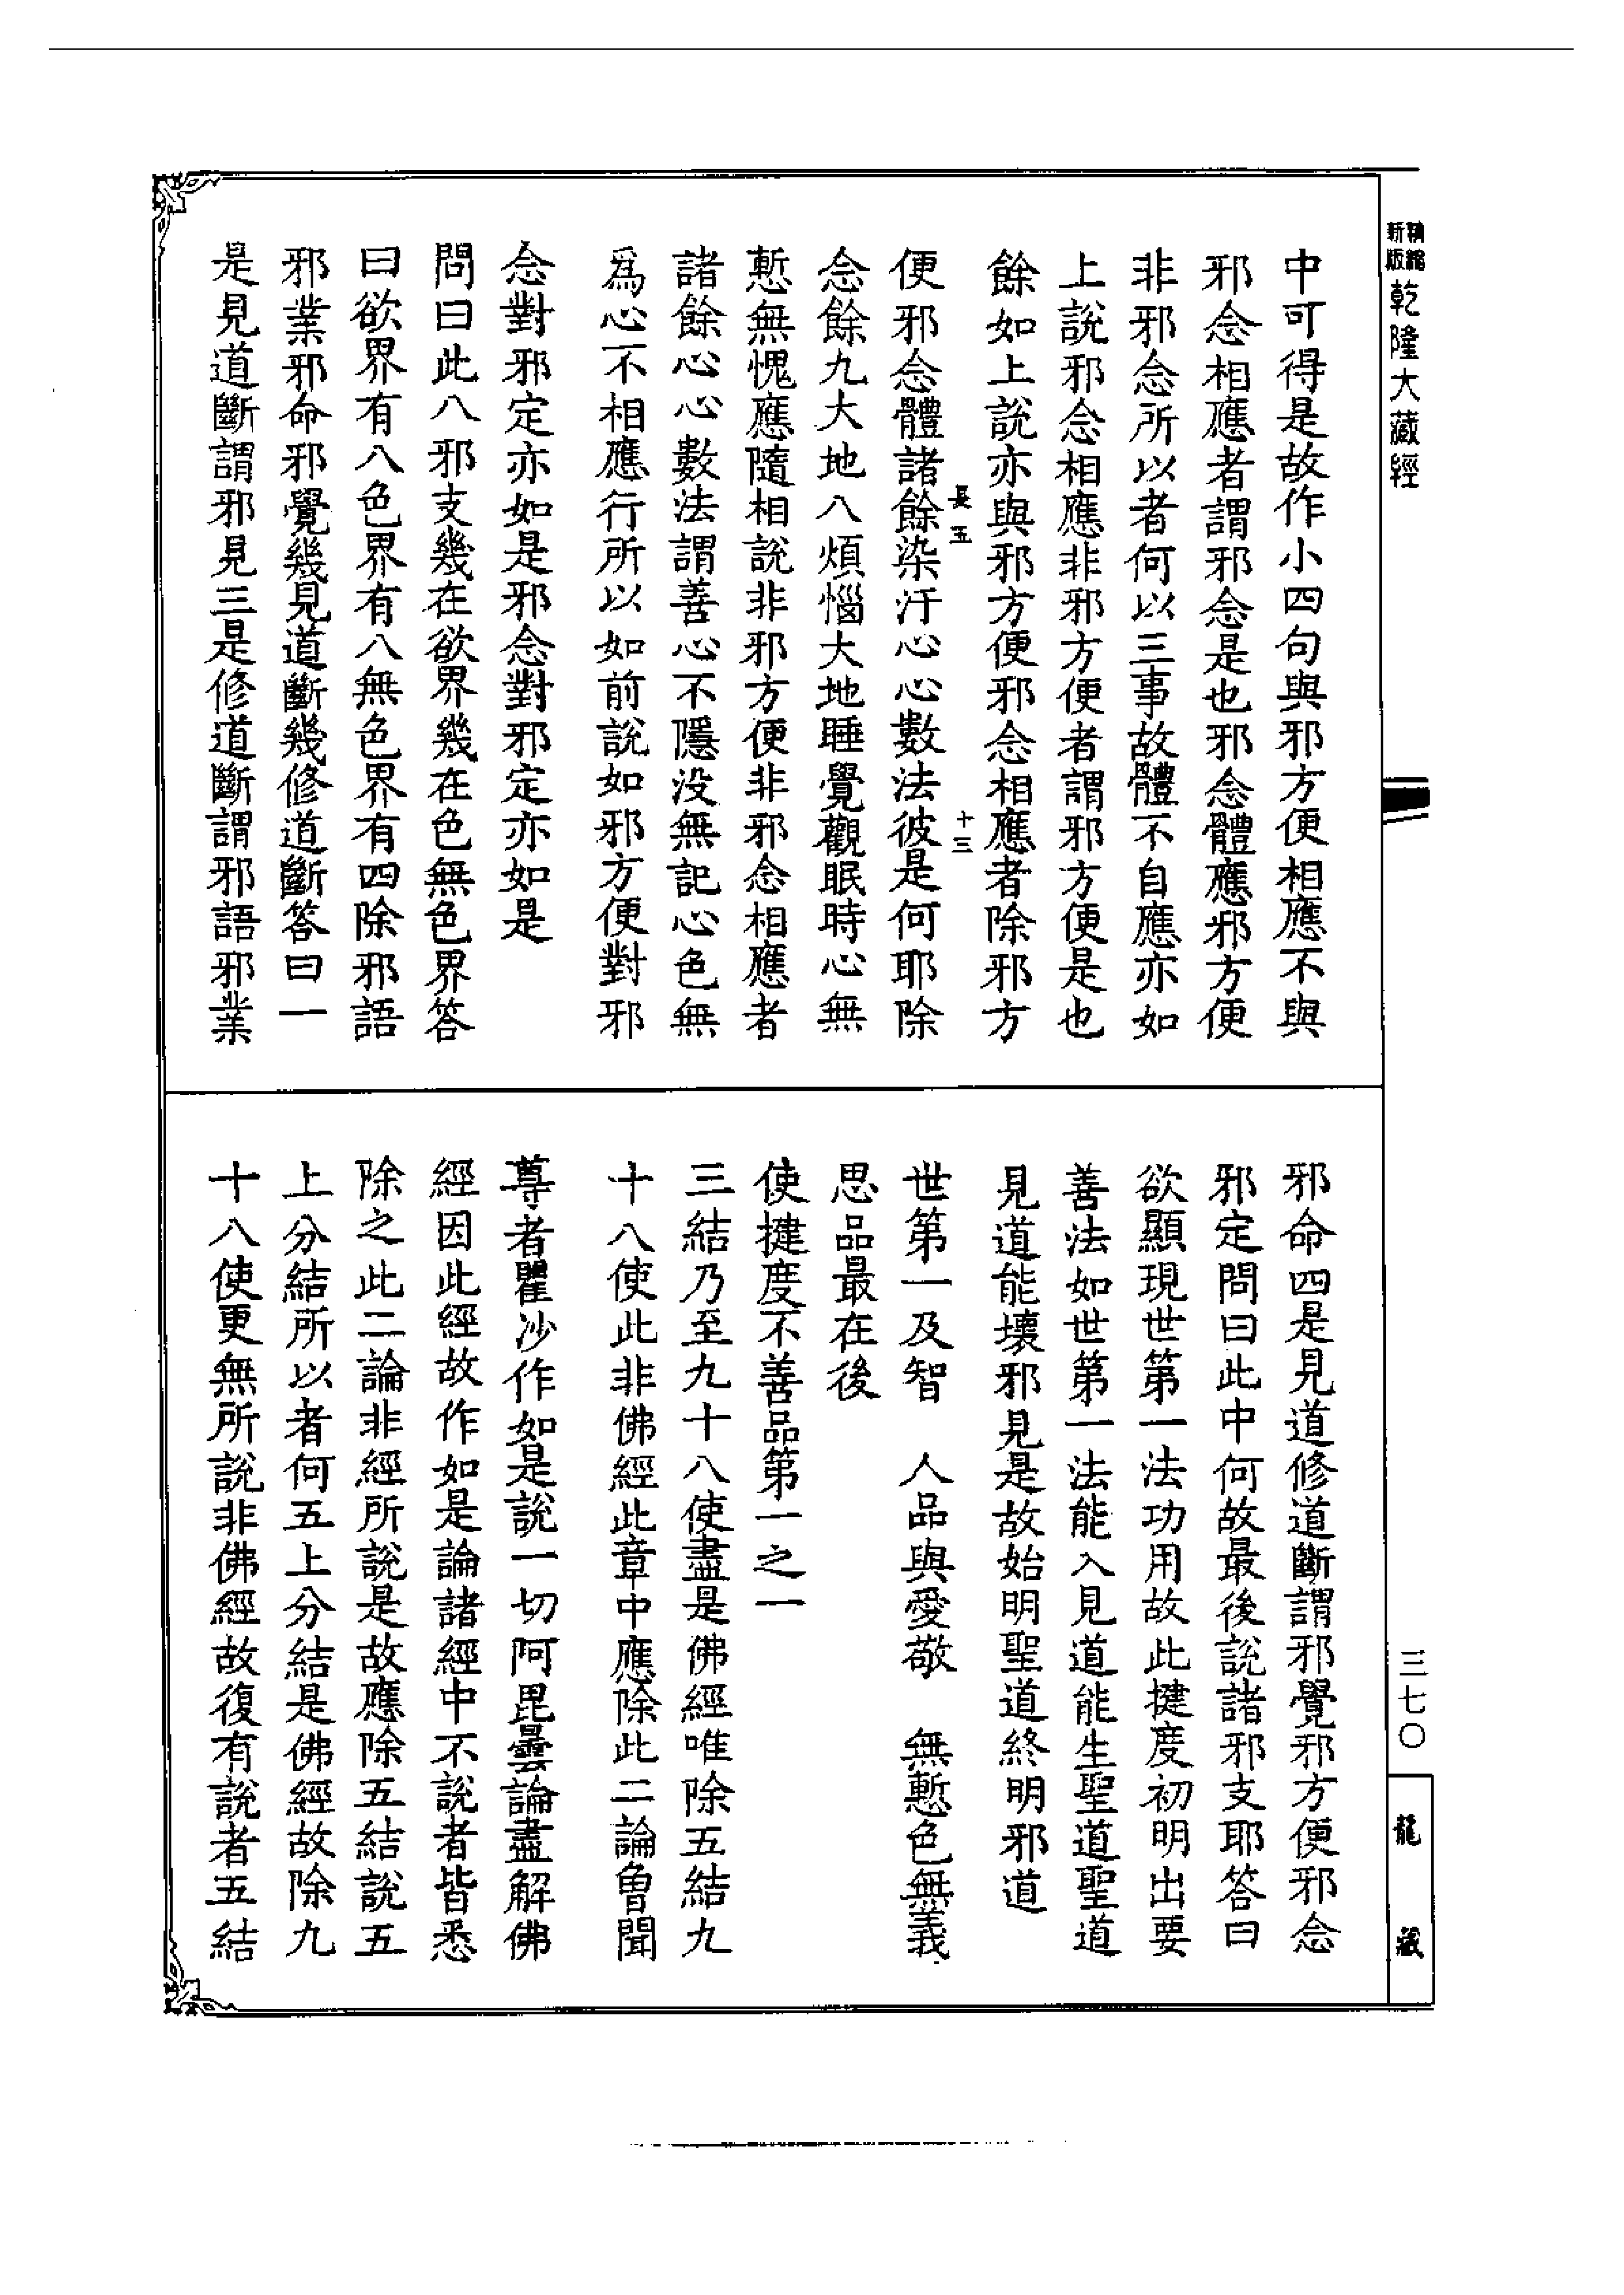 精縮新版乾隆大藏經
三七〇
龍藏
中可得是故作小四句與邪方便相應不與
邪念相應者謂邪念是也邪念體應邪方便
非邪念所以者何以三事故體不自應亦如
上說邪念相應非邪方便者謂邪方便是也
餘如上說亦與邪方便邪念相應者除邪方
長五 十三
便邪念體諸餘染汙心心數法彼是何耶除
念餘九大地八煩惱大地睡覺觀眠時心無
慙無愧應隨相說非邪方便非邪念相應者
諸餘心心數法謂善心不隱没無記心色無
爲心不相應行所以如前說如邪方便對邪
念對邪定亦如是邪念對邪定亦如是
問曰此八邪支幾在欲界幾在色無色界答
曰欲界有八色界有八無色界有四除邪語
邪業邪命邪覺幾見道斷幾修道斷答曰一
是見道斷謂邪見三是修道斷謂邪語邪業
邪命四是見道修道斷謂邪覺邪方便邪念
邪定問曰此中何故最後說諸邪支耶答曰
欲顯現世第一法功用故此揵度初明出要
善法如世第一法能入見道能生聖道聖道
見道能壞邪見是故始明聖道終明邪道
世第一及智 人品與愛敬 無慙色無義
思品最在後
使揵度不善品第一之一
三結乃至九十八使盡是佛經唯除五結九
十八使此非佛經此章中應除此二論曾聞
尊者瞿沙作如是說一切阿毘曇論盡解佛
經因此經故作如是論諸經中不說者皆悉
除之此二論非經所說是故應除五結說五
上分結所以者何五上分結是佛經故除九
十八使更無所說非佛經故復有說者五結